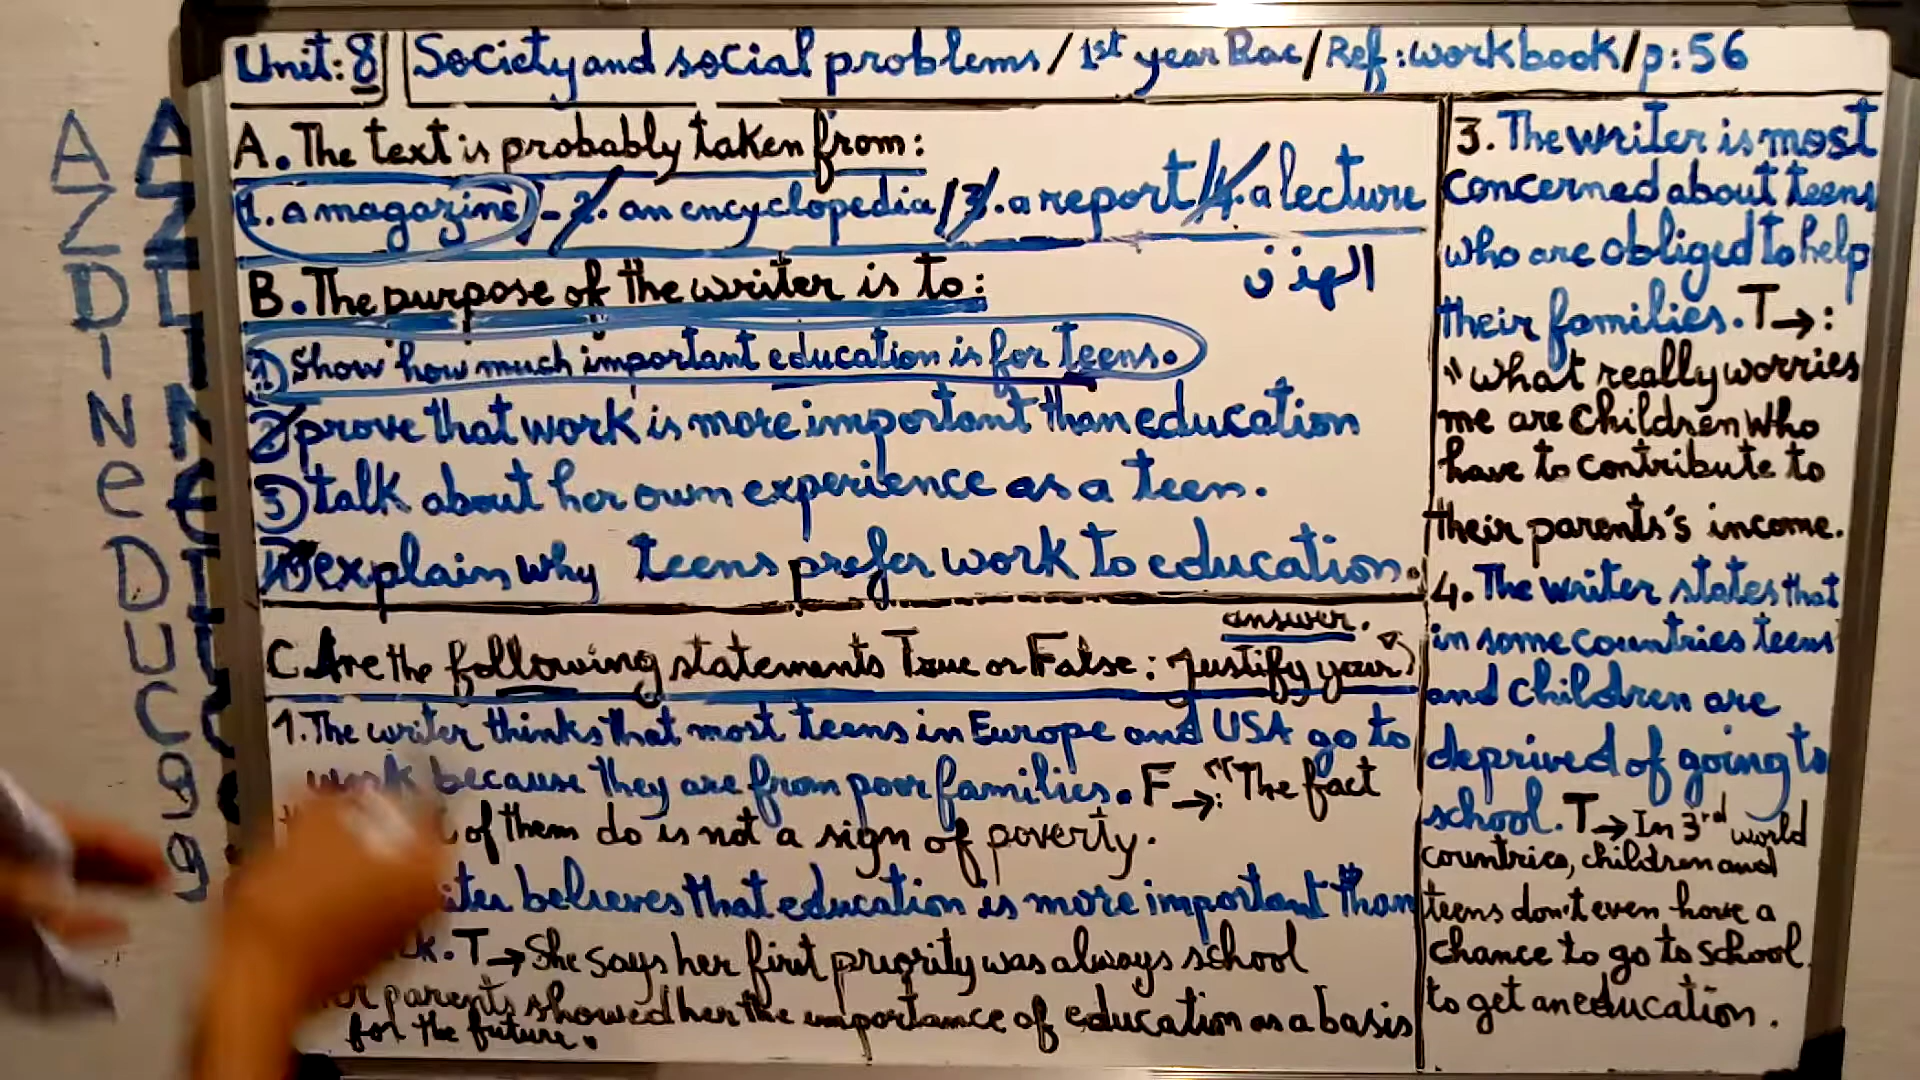 Unit: 8 Society and social problems / 1st year Bac / Ref: workbook / p: 56
A. The text is probably taken from:
1. a magazine - 2. an encyclopedia / 3. a report / 4. a lecture
B. The purpose of the writer is to:
1) Show how much important education is for teens.
2) prove that work is more important than education
3) talk about her own experience as a teen.
explain why teens prefer work to education.
answer.
C. Are the following statements True or False: justify your
1. The writer thinks that most teens in Europe and USA go to
work because they are from poor families. F →: "The fact
of them do is not a sign of poverty.
believes that education is more important than
T → She says her first priority was always school
parents showed her the importance of education as a basis
for the future.
3. The writer is most
concerned about teens
who are obliged to help
their families. T →:
"what really worries
me are children who
have to contribute to
their parents's income.
4. The writer states that
in some countries teens
and children are
deprived of going to
school. T → In 3rd world
countries, children and
teens don't even have a
chance to go to school
to get an education.
A
Z
D
I
N
e
D
U
C
9
9